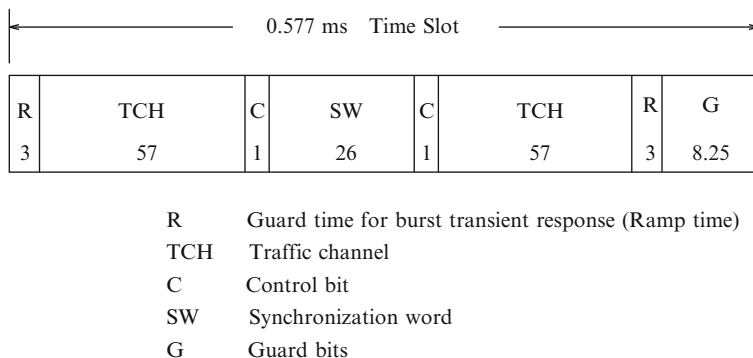 0.577 ms Time Slot
R TCH C SW C TCH R G
3 57 1 26 1 57 3 8.25
R Guard time for burst transient response (Ramp time)
TCH Traffic channel
C Control bit
SW Synchronization word
G Guard bits